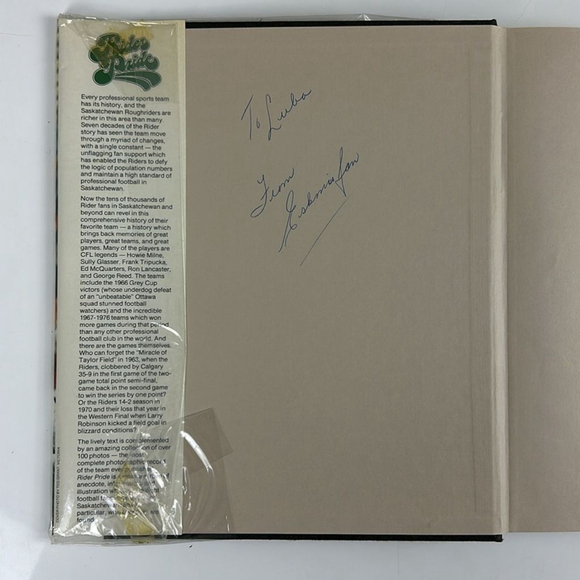 Rider
Pride
Every professional sports team
has its history, and the
Saskatchewan Roughriders are
richer in this area than many.
Seven decades of the Rider
story has seen the team move
through a myriad of changes,
with a single constant — the
unflagging fan support which
has enabled the Riders to defy
the logic of population numbers
and maintain a high standard of
professional football in
Saskatchewan.
Now the tens of thousands of
Rider fans in Saskatchewan and
beyond can revel in this
comprehensive history of their
favorite team — a history which
brings back memories of great
players, great teams, and great
games. Many of the players are
CFL legends — Howie Milne,
Sully Glasser, Frank Tripucka,
Ed McQuarters, Ron Lancaster,
and George Reed. The teams
include the 1966 Grey Cup
victors (whose underdog defeat
of an "unbeatable" Ottawa
squad stunned football
watchers) and the incredible
1967-1976 teams which won
more games during that period
than any other professional
football club in the world. And
there are the games themselves.
Who can forget the "Miracle of
Taylor Field" in 1963, when the
Riders, clobbered by Calgary
35-9 in the first game of the two-
game total point semi-final,
came back in the second game
to win the series by one point?
Or the Riders 14-2 season in
1970 and their loss that year in
the Western Final when Larry
Robinson kicked a field goal in
blizzard conditions?
The lively text is complemented
by an amazing collection of over
100 photos — the most
complete photographic record
of the team ever
Rider Pride is
anecdote,
illustration
football
Saskatchewan
particular,
found
To Luba
From
Eskimo fan